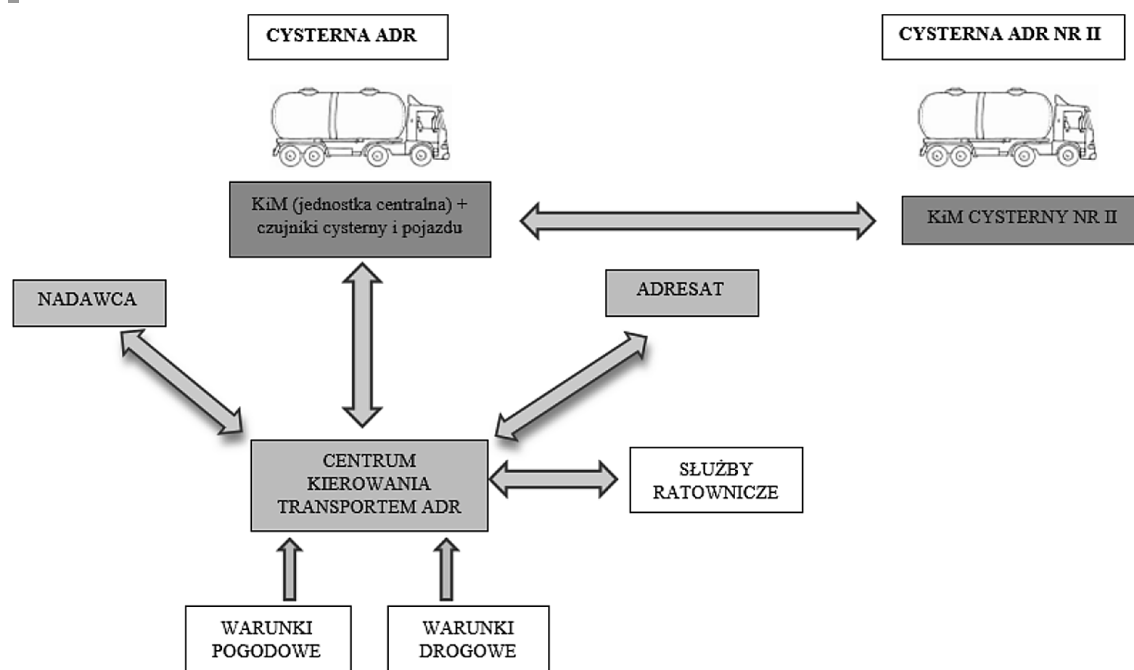 CYSTERNA ADR
CYSTERNA ADR NR II
KiM (jednostka centralna) +
czujniki cysterny i pojazdu
KiM CYSTERNY NR II
NADAWCA
ADRESAT
CENTRUM
KIEROWANIA
TRANSPORTEM ADR
SŁUŻBY
RATOWNICZE
WARUNKI
POGODOWE
WARUNKI
DROGOWE